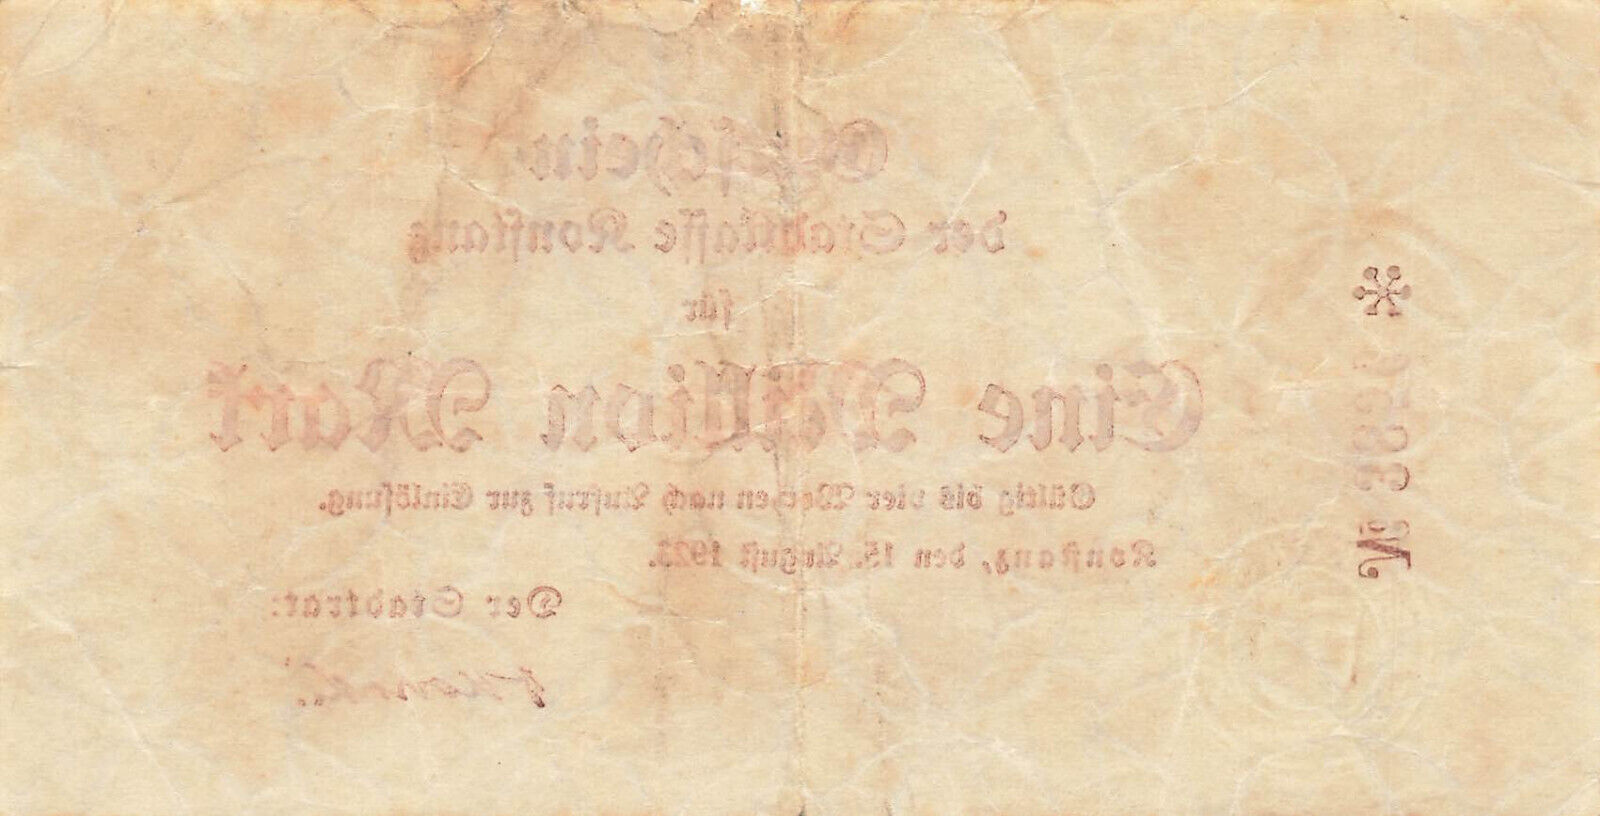 Gutschein
der Stadtkasse Konstanz
für
Eine Million Mark
Gültig bis vier Wochen nach Aufruf zur Einlösung.
Konstanz, den 15. August 1923.
Der Stadtrat:
№